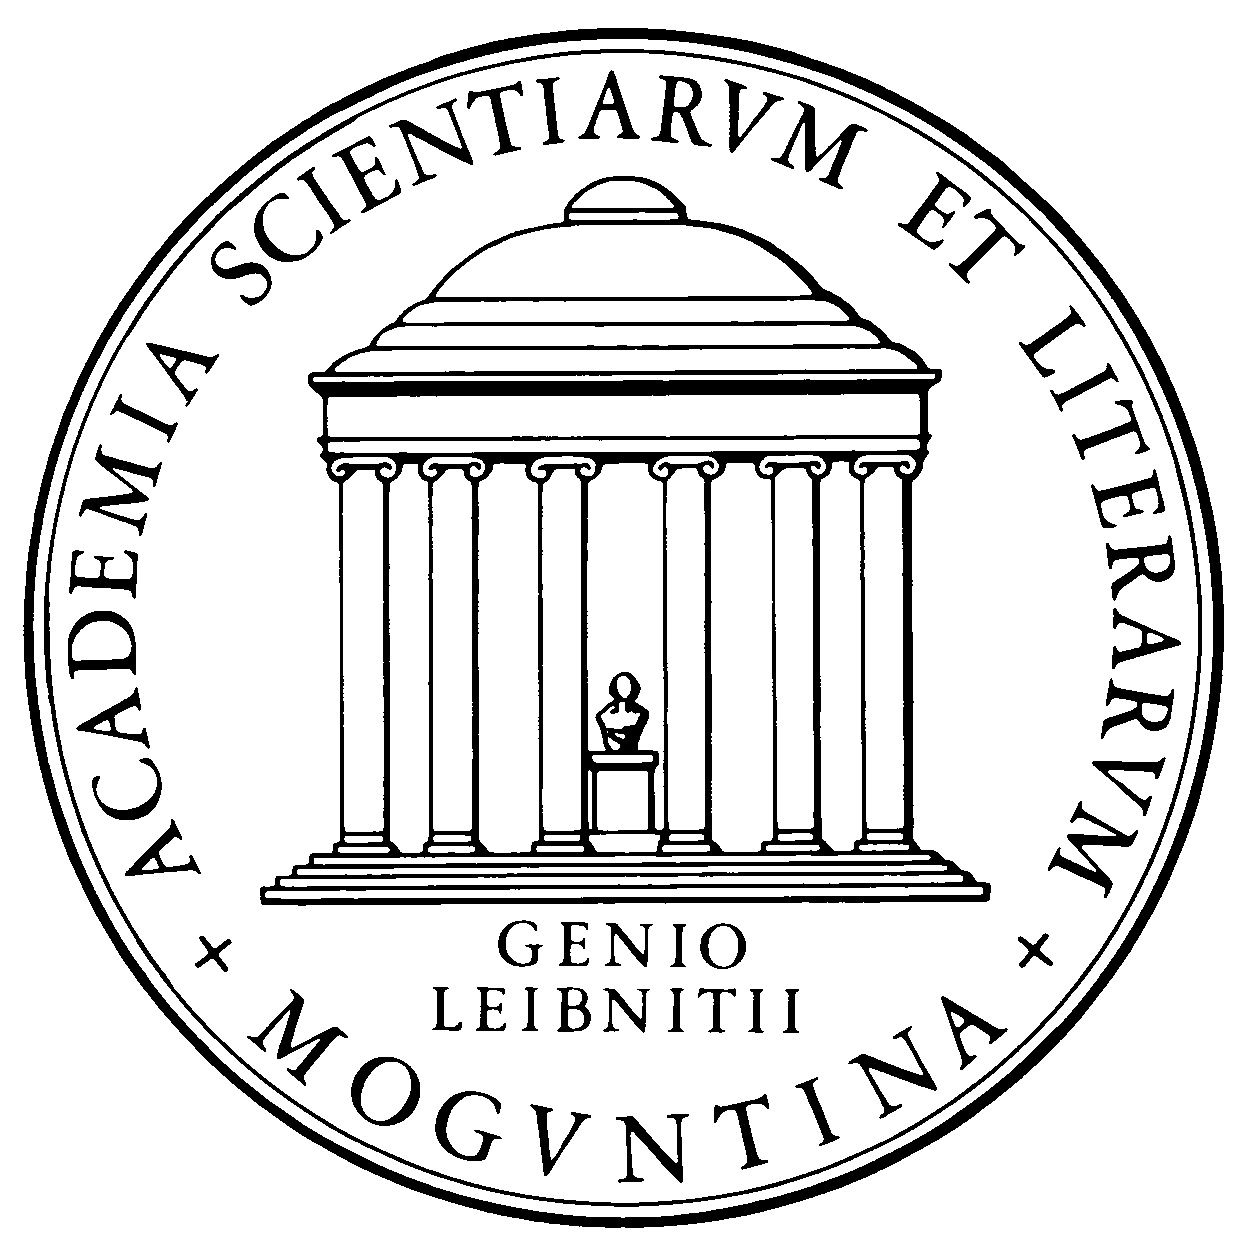 ACADEMIA SCIENTIARVM ET LITERARVM
GENIO
LEIBNITII
MOGVNTINA